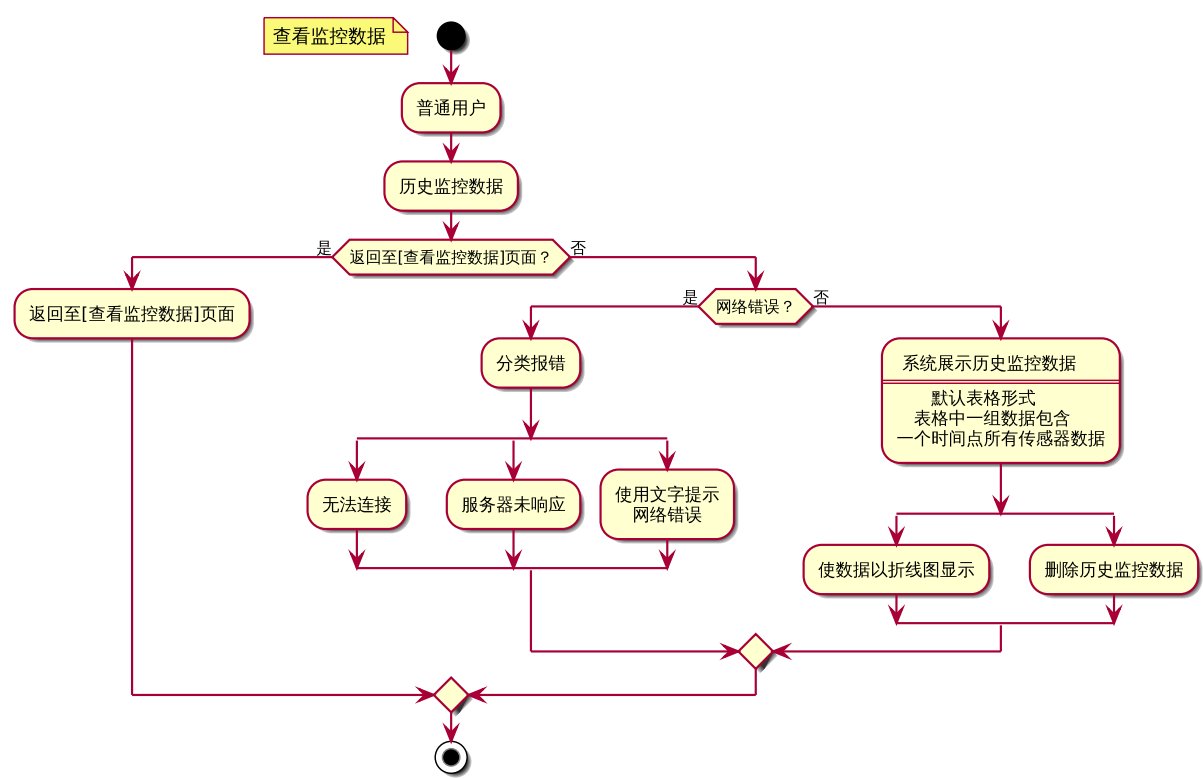 查看监控数据
普通用户
历史监控数据
是
返回至[查看监控数据]页面？
否
返回至[查看监控数据]页面
是
网络错误？
否
分类报错
系统展示历史监控数据
默认表格形式
表格中一组数据包含
一个时间点所有传感器数据
无法连接
服务器未响应
使用文字提示
网络错误
使数据以折线图显示
删除历史监控数据